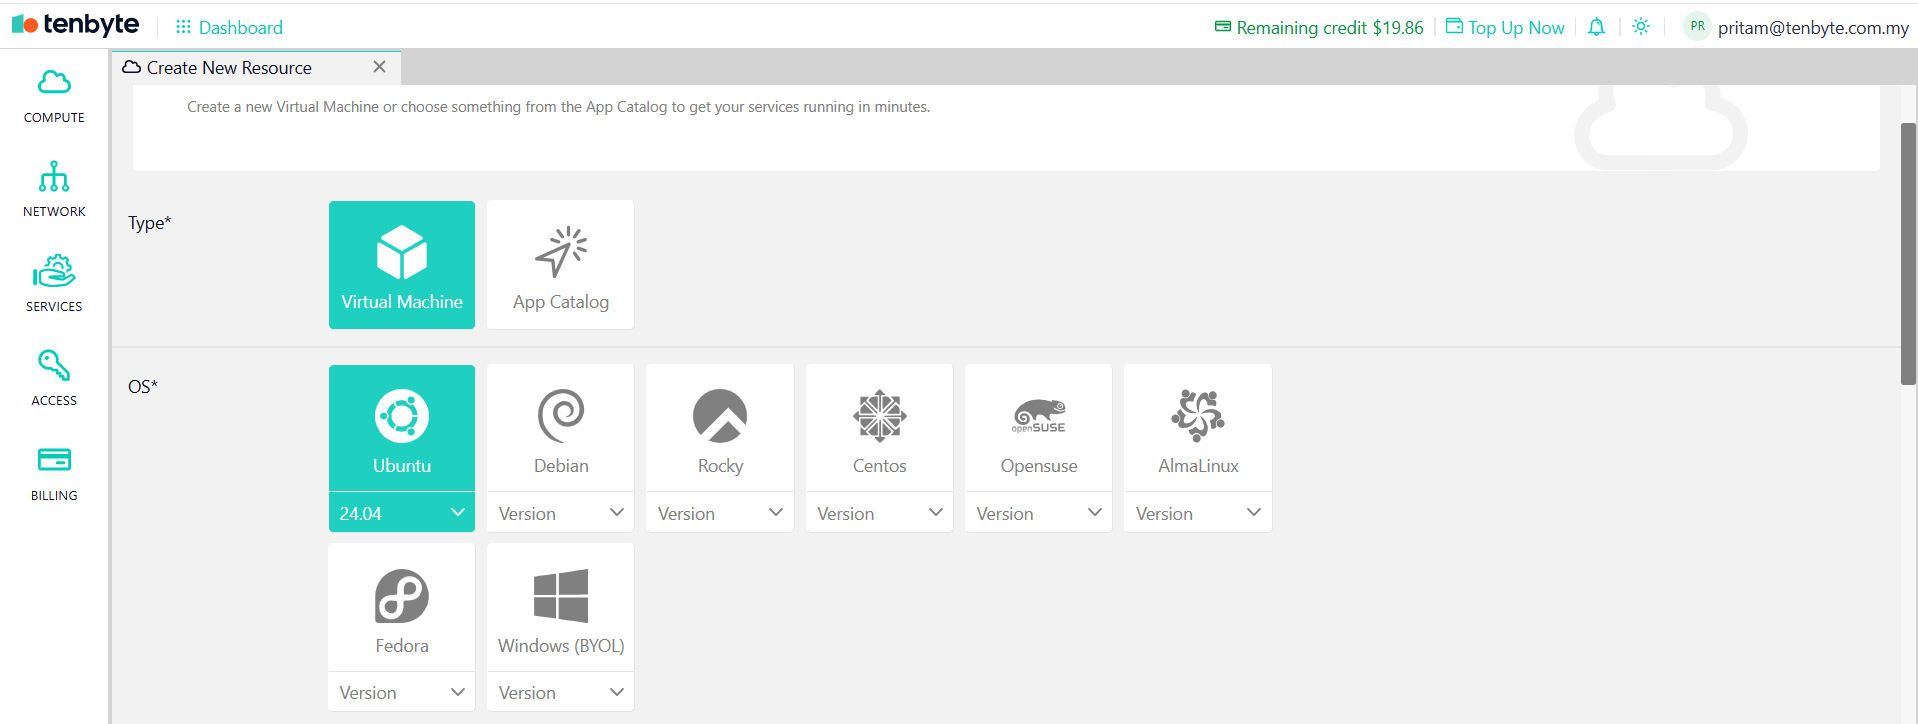 tenbyte
Dashboard
Remaining credit $19.86
Top Up Now
PR
pritam@tenbyte.com.my
COMPUTE
NETWORK
SERVICES
ACCESS
BILLING
Create New Resource
Create a new Virtual Machine or choose something from the App Catalog to get your services running in minutes.
Type*
Virtual Machine
App Catalog
OS*
Ubuntu
24.04
Debian
Version
Rocky
Version
Centos
Version
openSUSE
Opensuse
Version
AlmaLinux
Version
Fedora
Version
Windows (BYOL)
Version